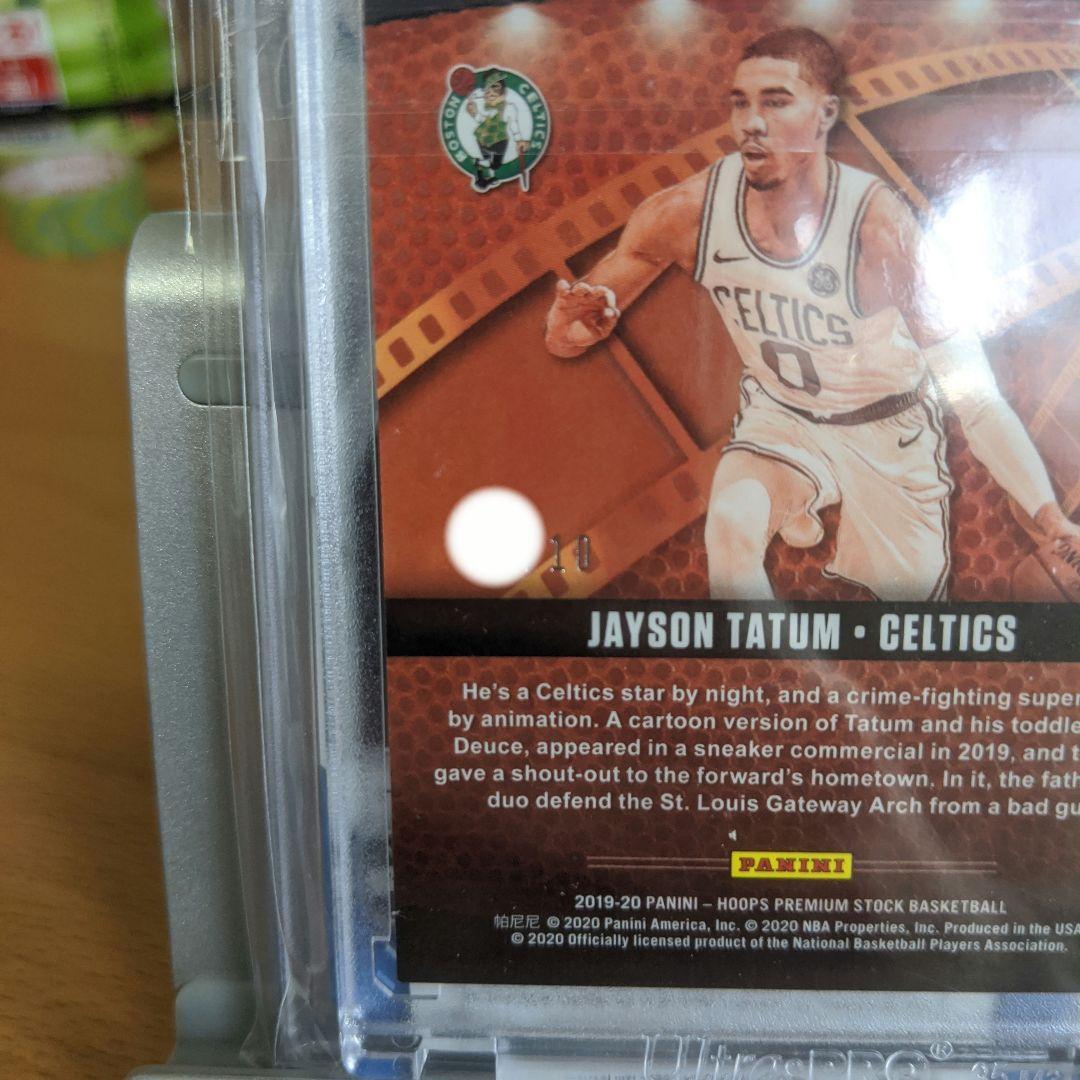 BOSTON CELTICS
CELTICS
0
10
JAYSON TATUM • CELTICS
He's a Celtics star by night, and a crime-fighting super
by animation. A cartoon version of Tatum and his toddle
Deuce, appeared in a sneaker commercial in 2019, and t
gave a shout-out to the forward's hometown. In it, the fath
duo defend the St. Louis Gateway Arch from a bad gu
PANINI
2019-20 PANINI – HOOPS PREMIUM STOCK BASKETBALL
帕尼尼 © 2020 Panini America, Inc. © 2020 NBA Properties, Inc. Produced in the USA
© 2020 Officially licensed product of the National Basketball Players Association.
Ultra PRO®